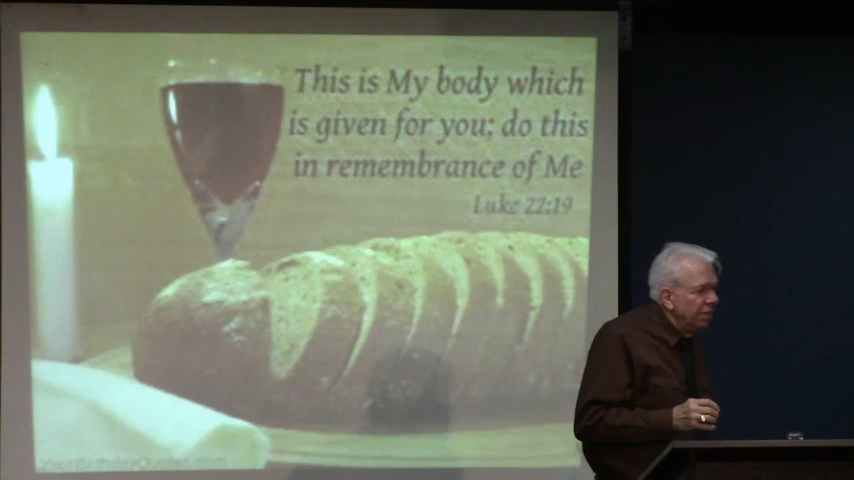 This is My body which
is given for you; do this
in remembrance of Me
Luke 22:19